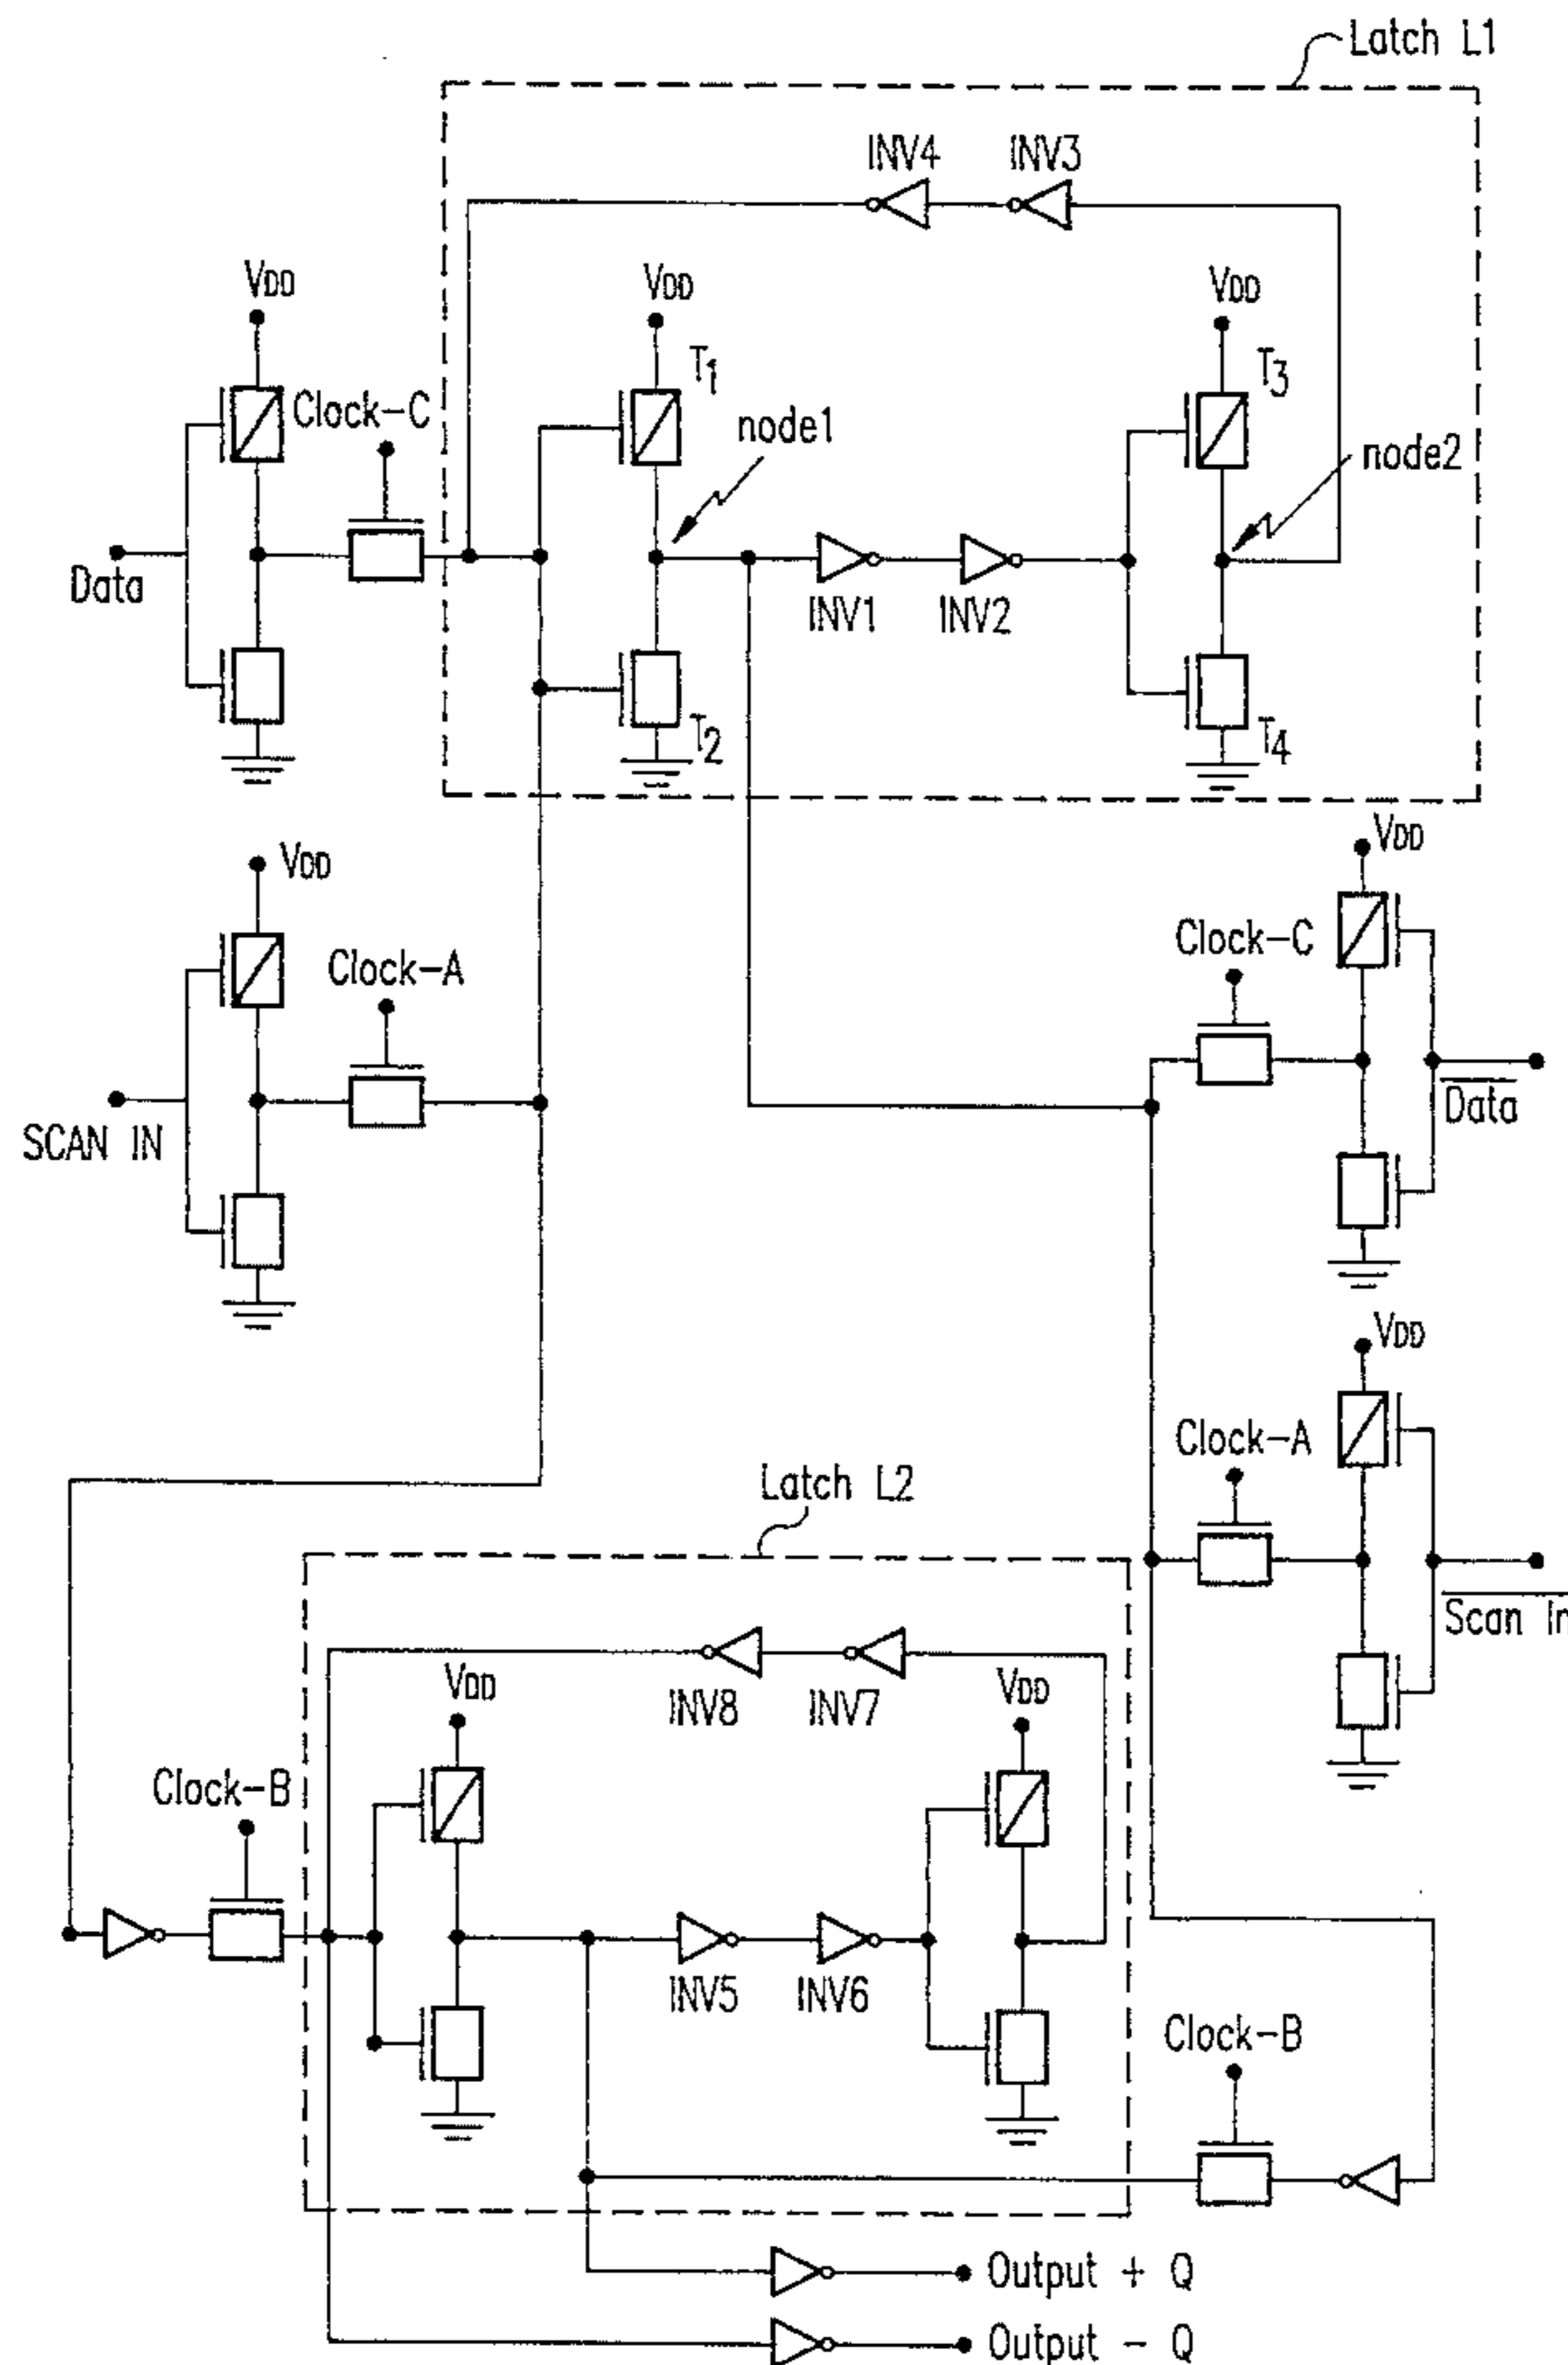 Latch L1
INV4
INV3
VDD
VDD
VDD
T1
T3
Clock-C
node1
node2
Data
INV1
INV2
T2
T4
VDD
VDD
Clock-A
Clock-C
SCAN IN
Data
VDD
Clock-A
Latch L2
Scan In
VDD
INV8
INV7
VDD
Clock-B
INV5
INV6
Clock-B
Output + Q
Output - Q